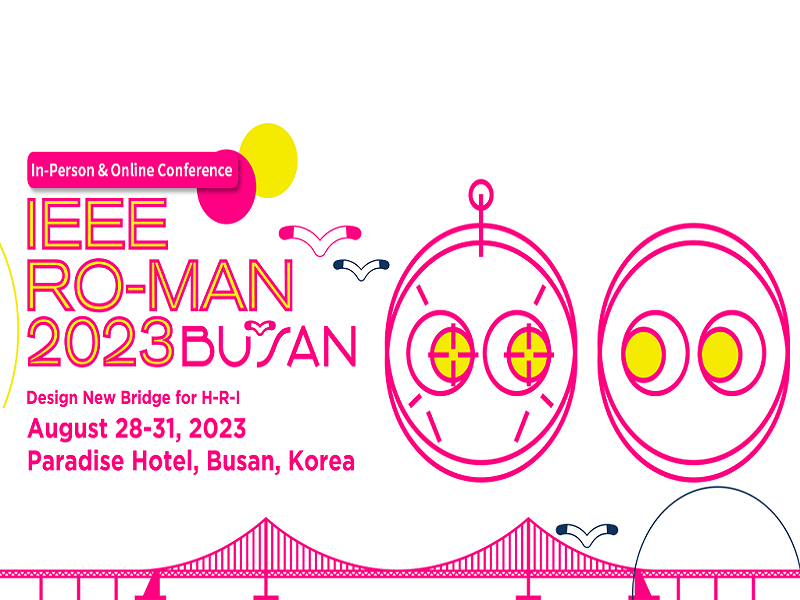 In-Person & Online Conference
IEEE
RO-MAN
2023 BUSAN
Design New Bridge for H-R-I
August 28-31, 2023
Paradise Hotel, Busan, Korea